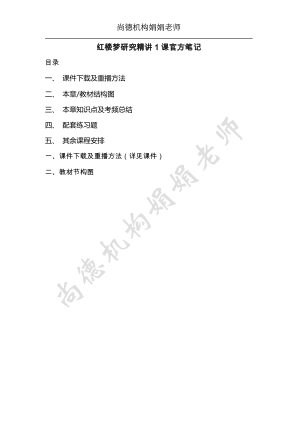 尚德机构娟娟老师
红楼梦研究精讲 1 课官方笔记
目录
一、 课件下载及重播方法
二、 本章/教材结构图
三、 本章知识点及考频总结
四、 配套练习题
五、 其余课程安排
一、课件下载及重播方法（详见课件）
二、教材节构图
尚德机构娟娟老师